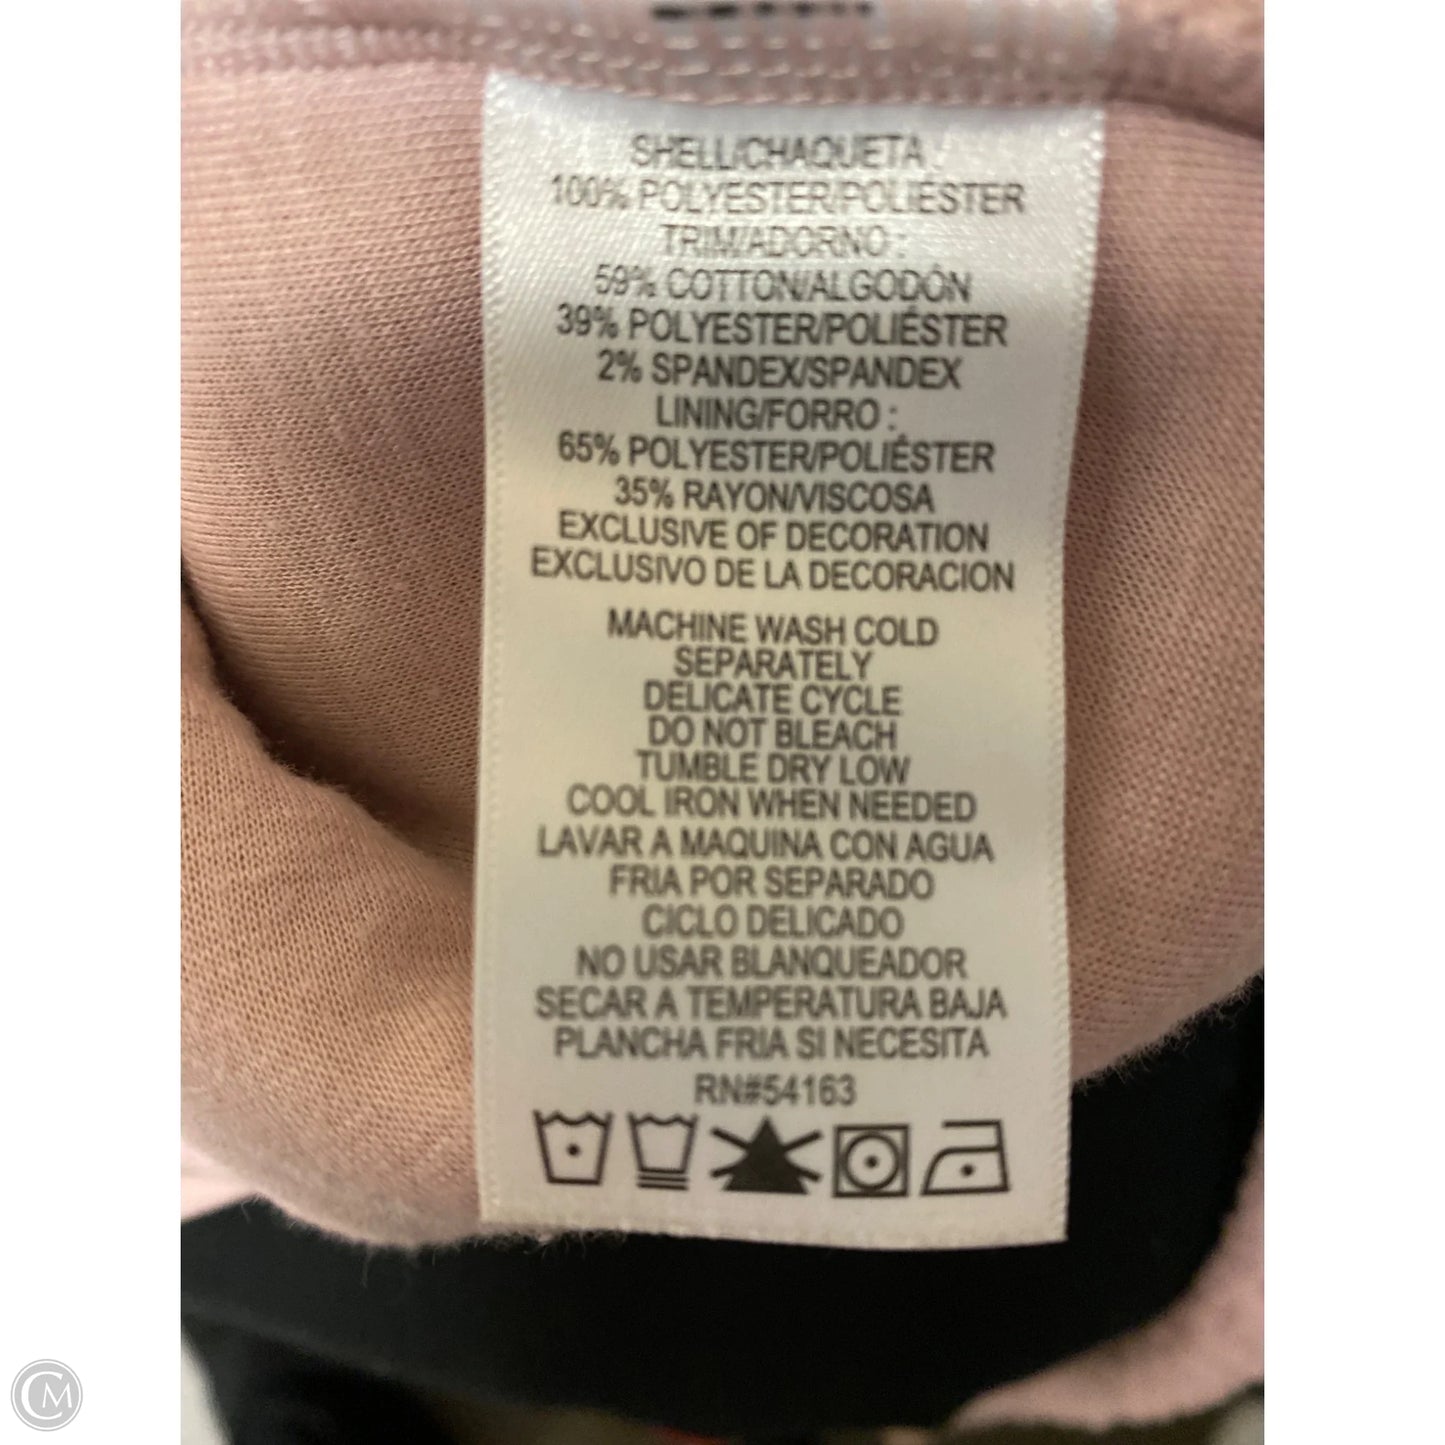 SHELL/CHAQUETA :
100% POLYESTER/POLIÉSTER
TRIM/ADORNO :
59% COTTON/ALGODÓN
39% POLYESTER/POLIÉSTER
2% SPANDEX/SPANDEX
LINING/FORRO :
65% POLYESTER/POLIÉSTER
35% RAYON/VISCOSA
EXCLUSIVE OF DECORATION
EXCLUSIVO DE LA DECORACION
MACHINE WASH COLD
SEPARATELY
DELICATE CYCLE
DO NOT BLEACH
TUMBLE DRY LOW
COOL IRON WHEN NEEDED
LAVAR A MAQUINA CON AGUA
FRIA POR SEPARADO
CICLO DELICADO
NO USAR BLANQUEADOR
SECAR A TEMPERATURA BAJA
PLANCHA FRIA SI NECESITA
RN#54163
CM